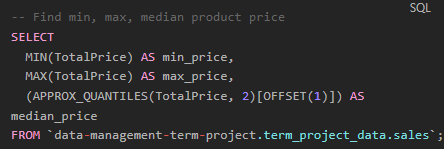 SQL
-- Find min, max, median product price
SELECT
  MIN(TotalPrice) AS min_price,
  MAX(TotalPrice) AS max_price,
  (APPROX_QUANTILES(TotalPrice, 2)[OFFSET(1)]) AS
median_price
FROM `data-management-term-project.term_project_data.sales`;